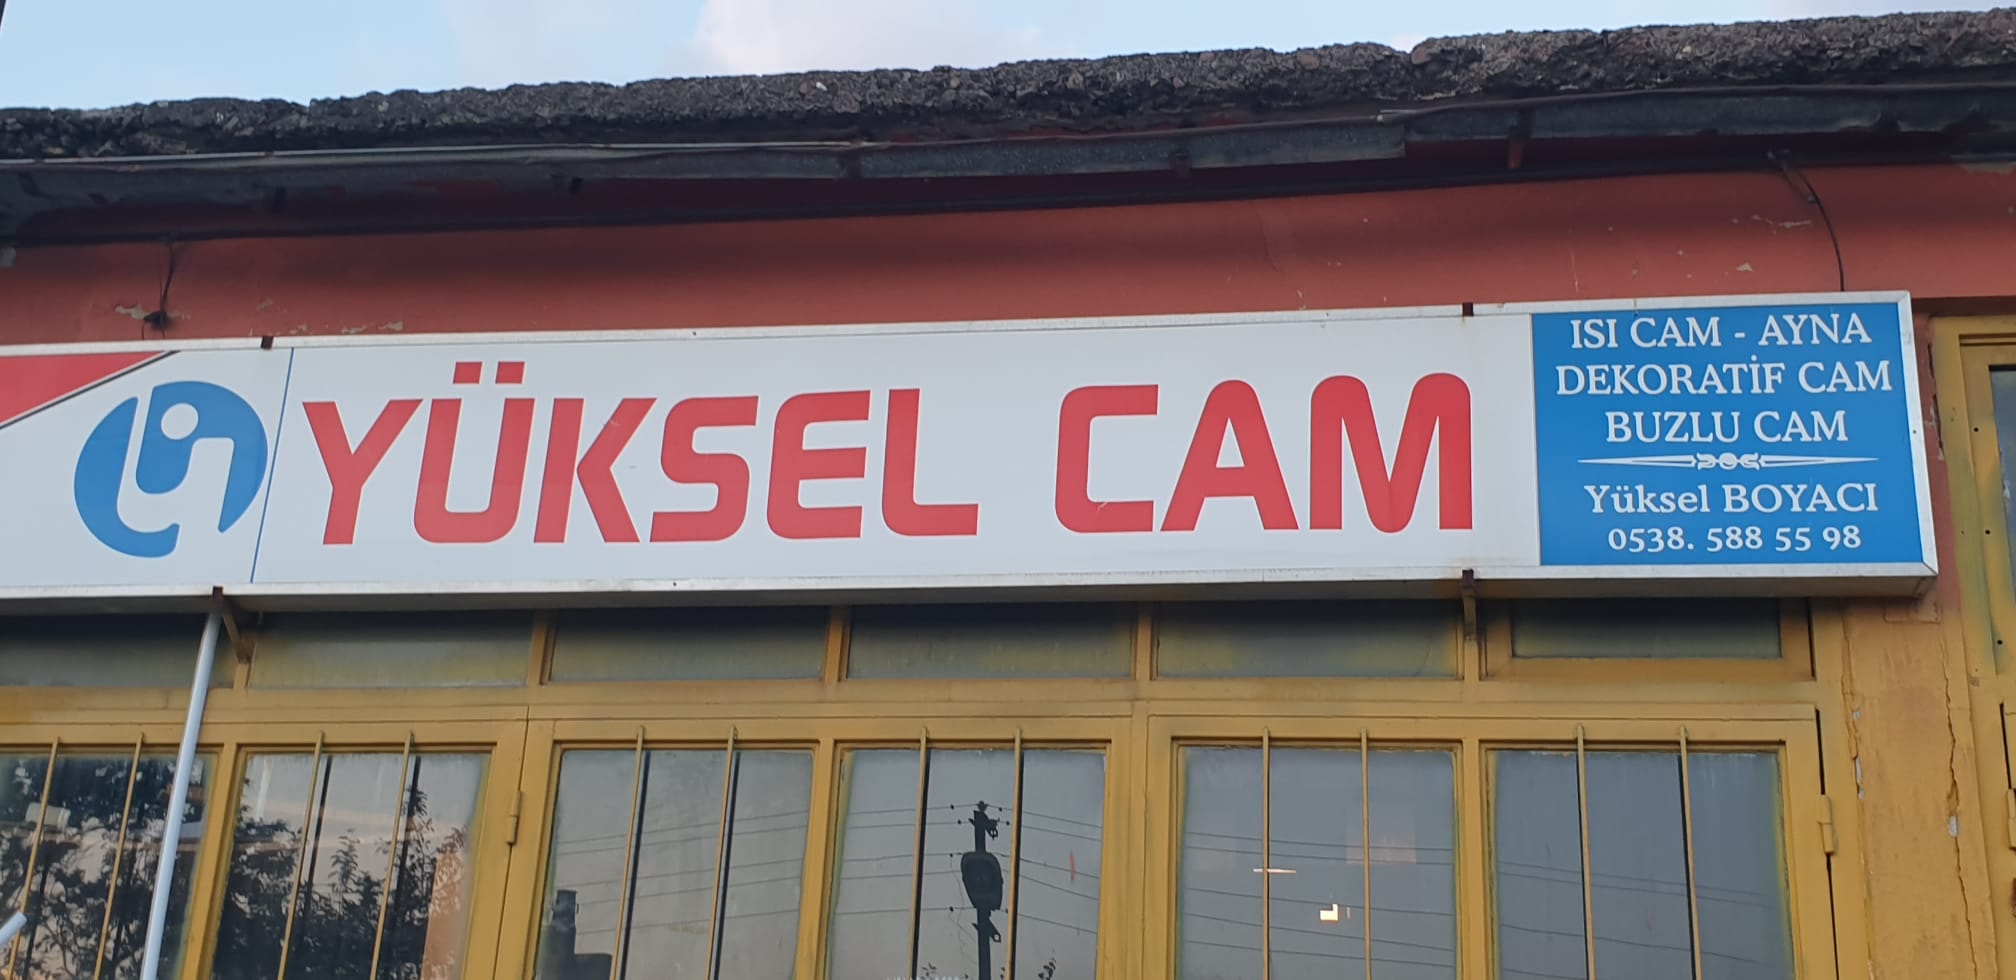 YÜKSEL CAM
ISI CAM - AYNA
DEKORATİF CAM
BUZLU CAM
Yüksel BOYACI
0538. 588 55 98